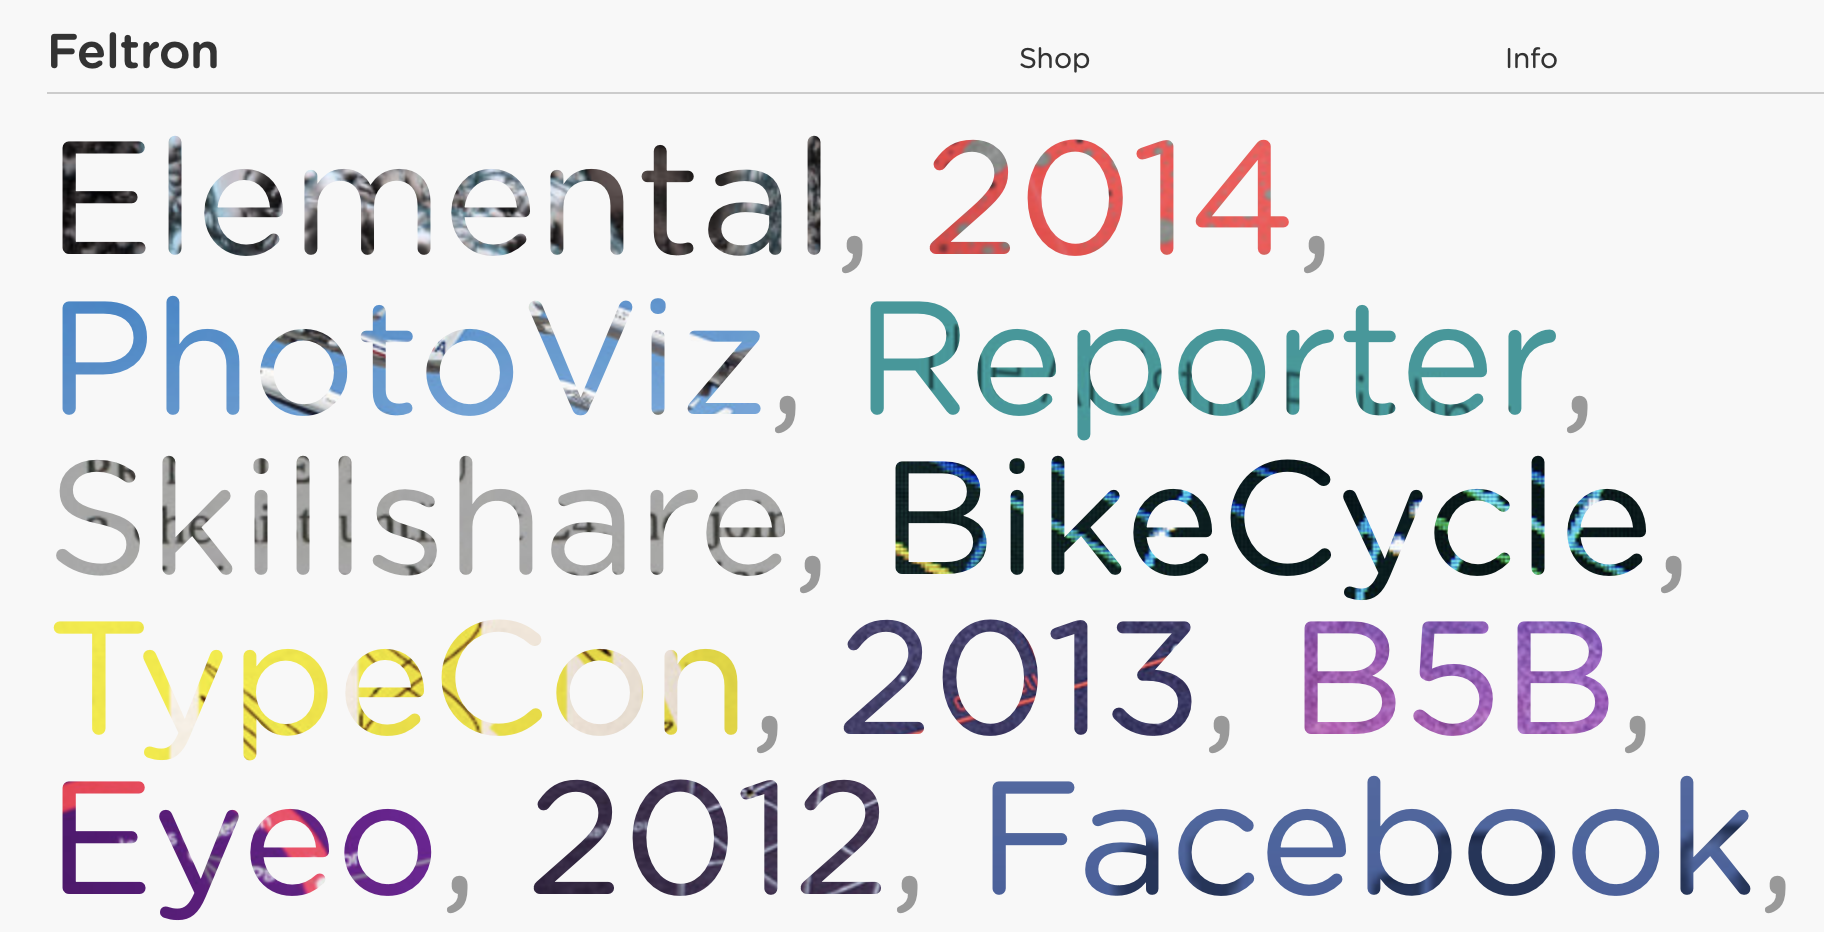 Feltron Shop Info
Elemental, 2014,
PhotoViz, Reporter,
Skillshare, BikeCycle,
TypeCon, 2013, B5B,
Eyeo, 2012, Facebook,